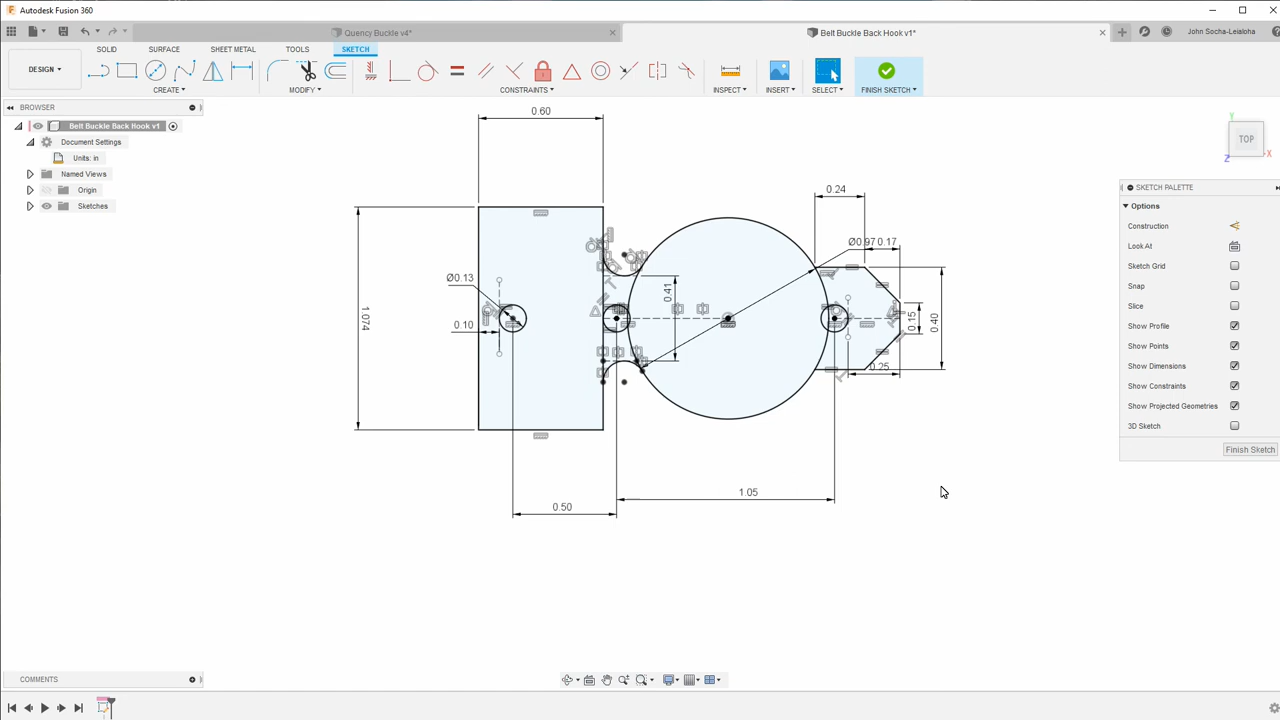 Autodesk Fusion 360
Quency Buckle v4*
Belt Buckle Back Hook v1*
John Socha-Leialoha
DESIGN
SOLID
SURFACE
SHEET METAL
TOOLS
SKETCH
CREATE
MODIFY
CONSTRAINTS
INSPECT
INSERT
SELECT
FINISH SKETCH
BROWSER
Belt Buckle Back Hook v1
Document Settings
Units: in
Named Views
Origin
Sketches
0.60
0.24
Ø0.97
0.17
Ø0.13
0.41
1.074
0.10
0.15
0.40
0.25
1.05
0.50
Y
TOP
X
Z
SKETCH PALETTE
Options
Construction
Look At
Sketch Grid
Snap
Slice
Show Profile
Show Points
Show Dimensions
Show Constraints
Show Projected Geometries
3D Sketch
Finish Sketch
COMMENTS